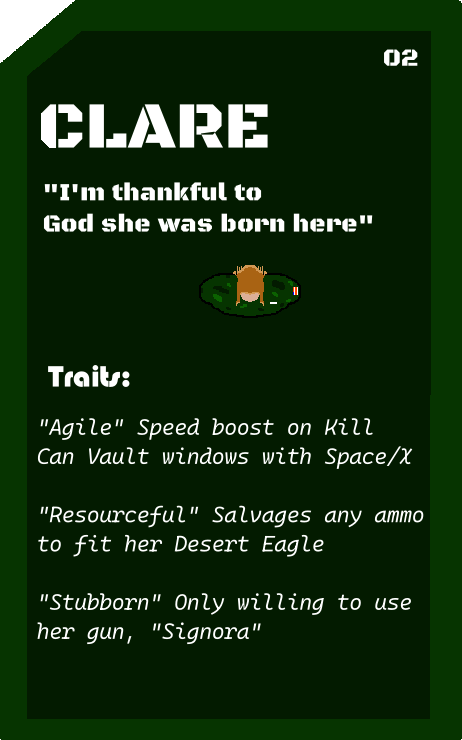 02
CLARE
"I'm thankful to
God she was born here"
Traits:
"Agile" Speed boost on Kill
Can Vault windows with Space/X
"Resourceful" Salvages any ammo
to fit her Desert Eagle
"Stubborn" Only willing to use
her gun, "Signora"